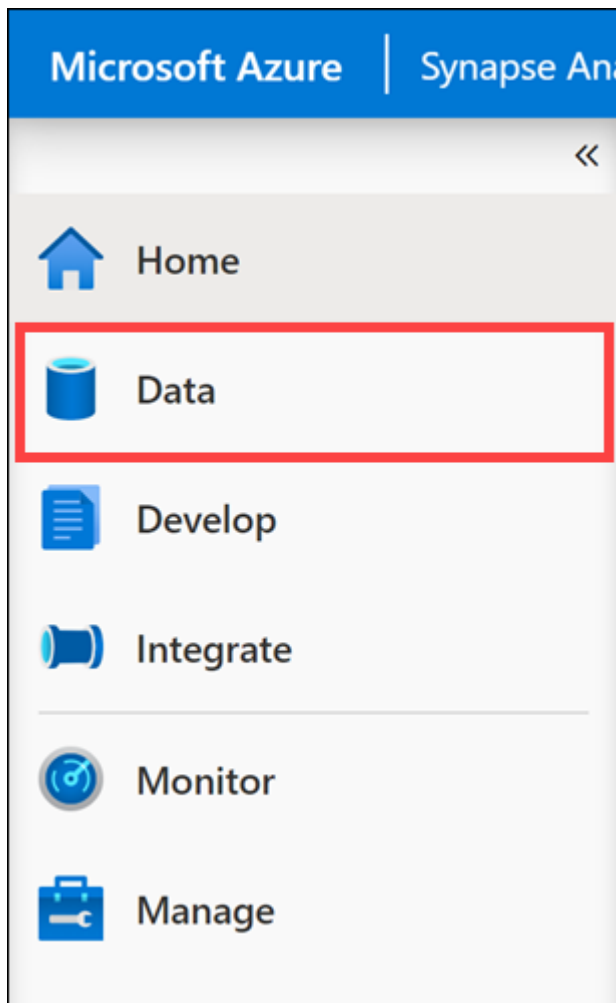 Microsoft Azure | Synapse Ana
«
Home
Data
Develop
Integrate
Monitor
Manage